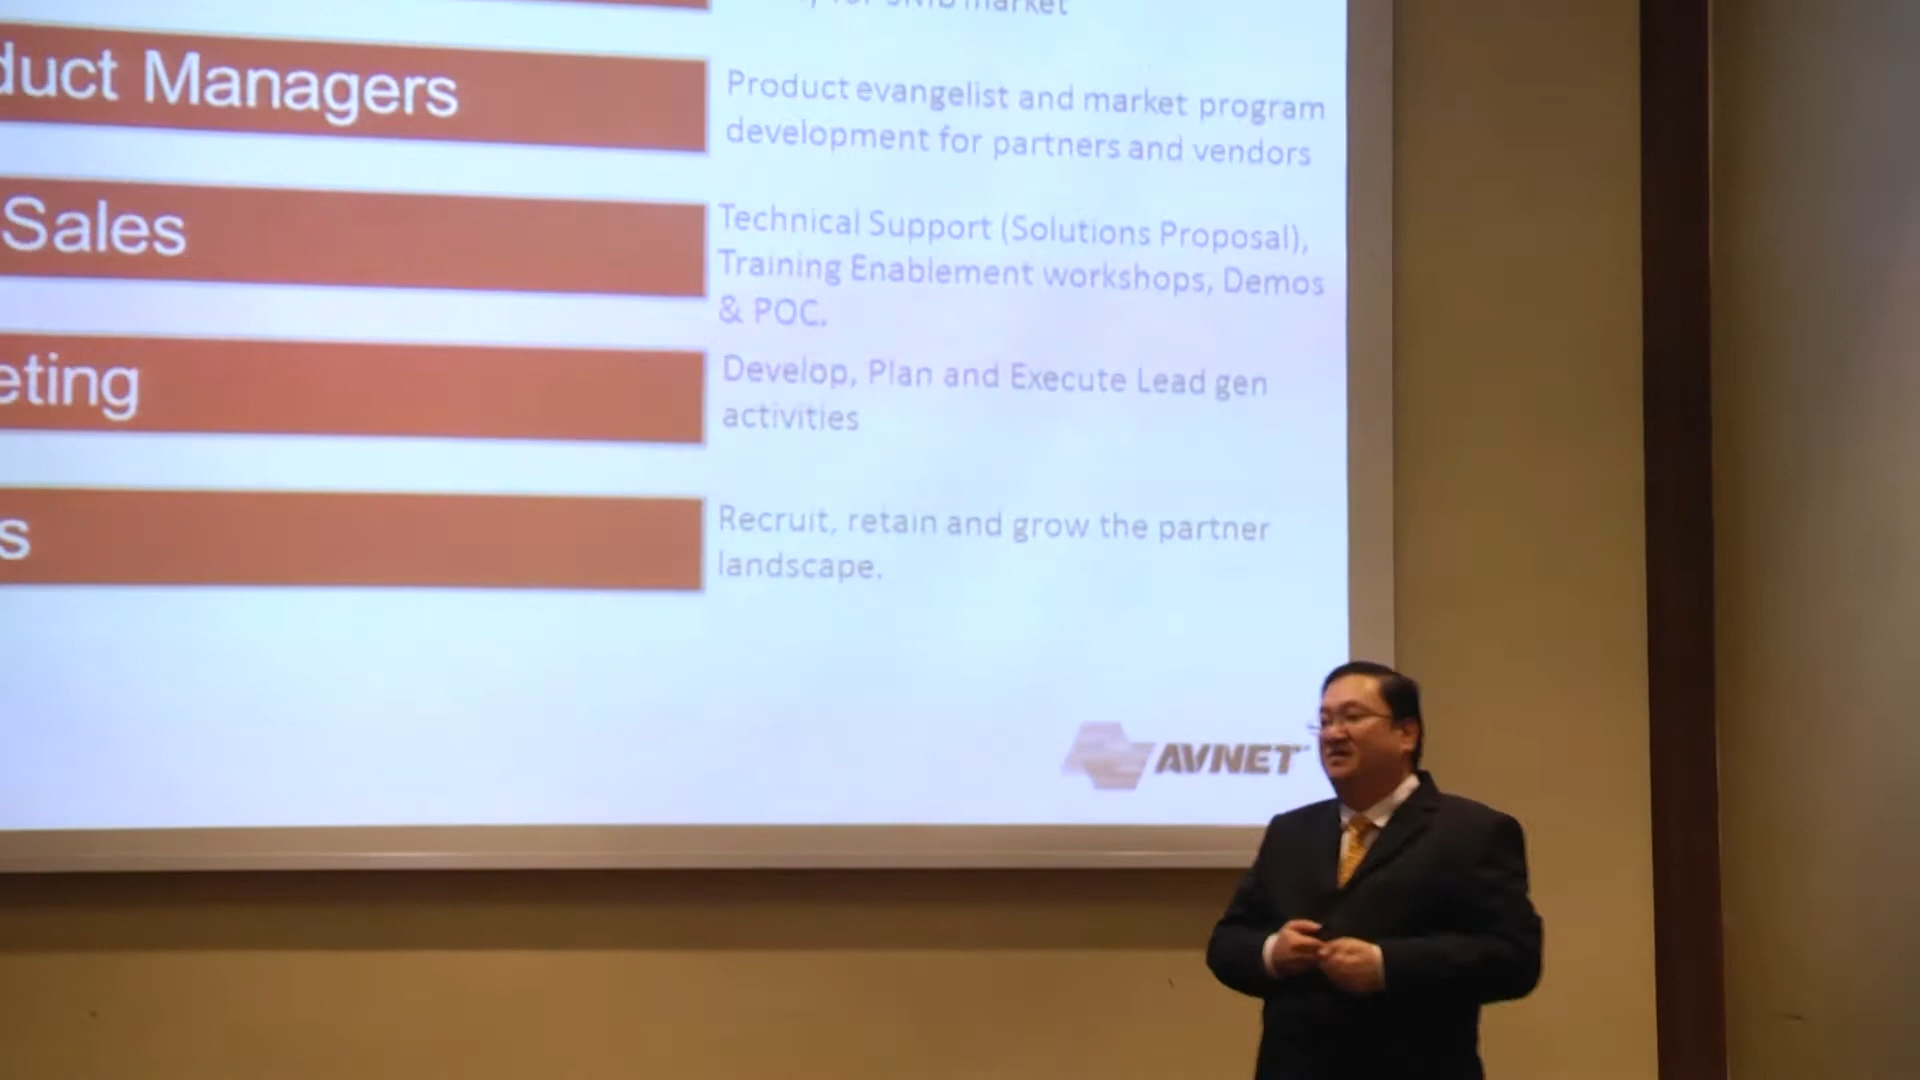 market
duct Managers
Product evangelist and market program
development for partners and vendors
Sales
Technical Support (Solutions Proposal),
Training Enablement workshops, Demos
& POC.
eting
Develop, Plan and Execute Lead gen
activities
s
Recruit, retain and grow the partner
landscape.
AVNET